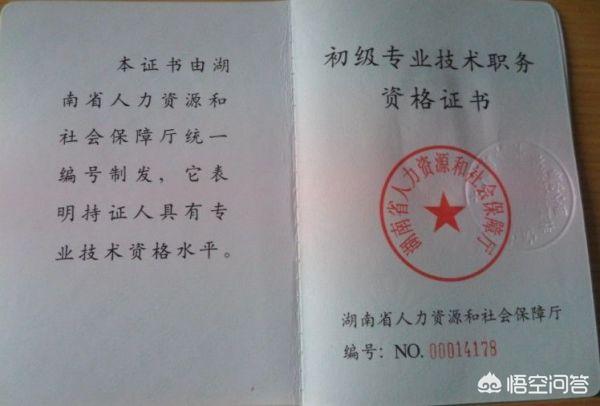 本证书由湖
南省人力资源和
社会保障厅统一
编号制发，它表
明持证人具有专
业技术资格水平。
初级专业技术职务
资格证书
湖南省人力资源和社会保障厅
湖南省人力资源和社会保障厅
编号：NO. 00014178
悟空问答